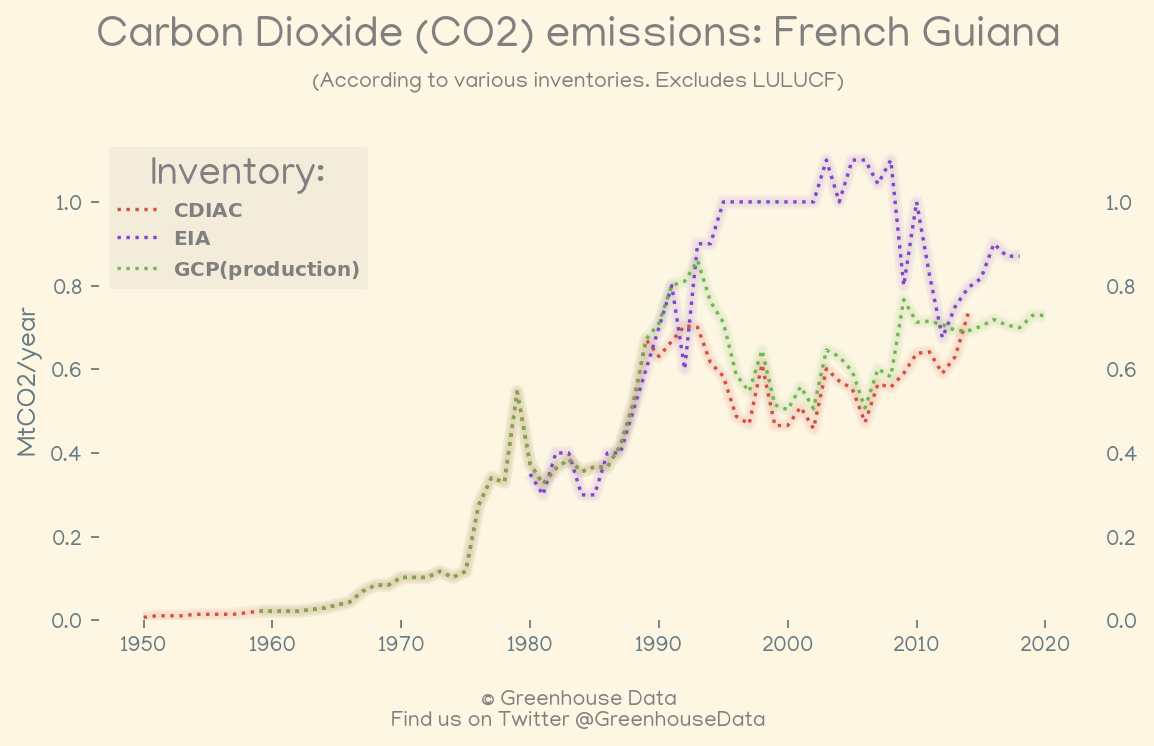 Carbon Dioxide (CO2) emissions: French Guiana
(According to various inventories. Excludes LULUCF)
Inventory:
CDIAC
EIA
GCP(production)
MtCO2/year
1.0
0.8
0.6
0.4
0.2
0.0
1.0
0.8
0.6
0.4
0.2
0.0
1950 1960 1970 1980 1990 2000 2010 2020
© Greenhouse Data
Find us on Twitter @GreenhouseData